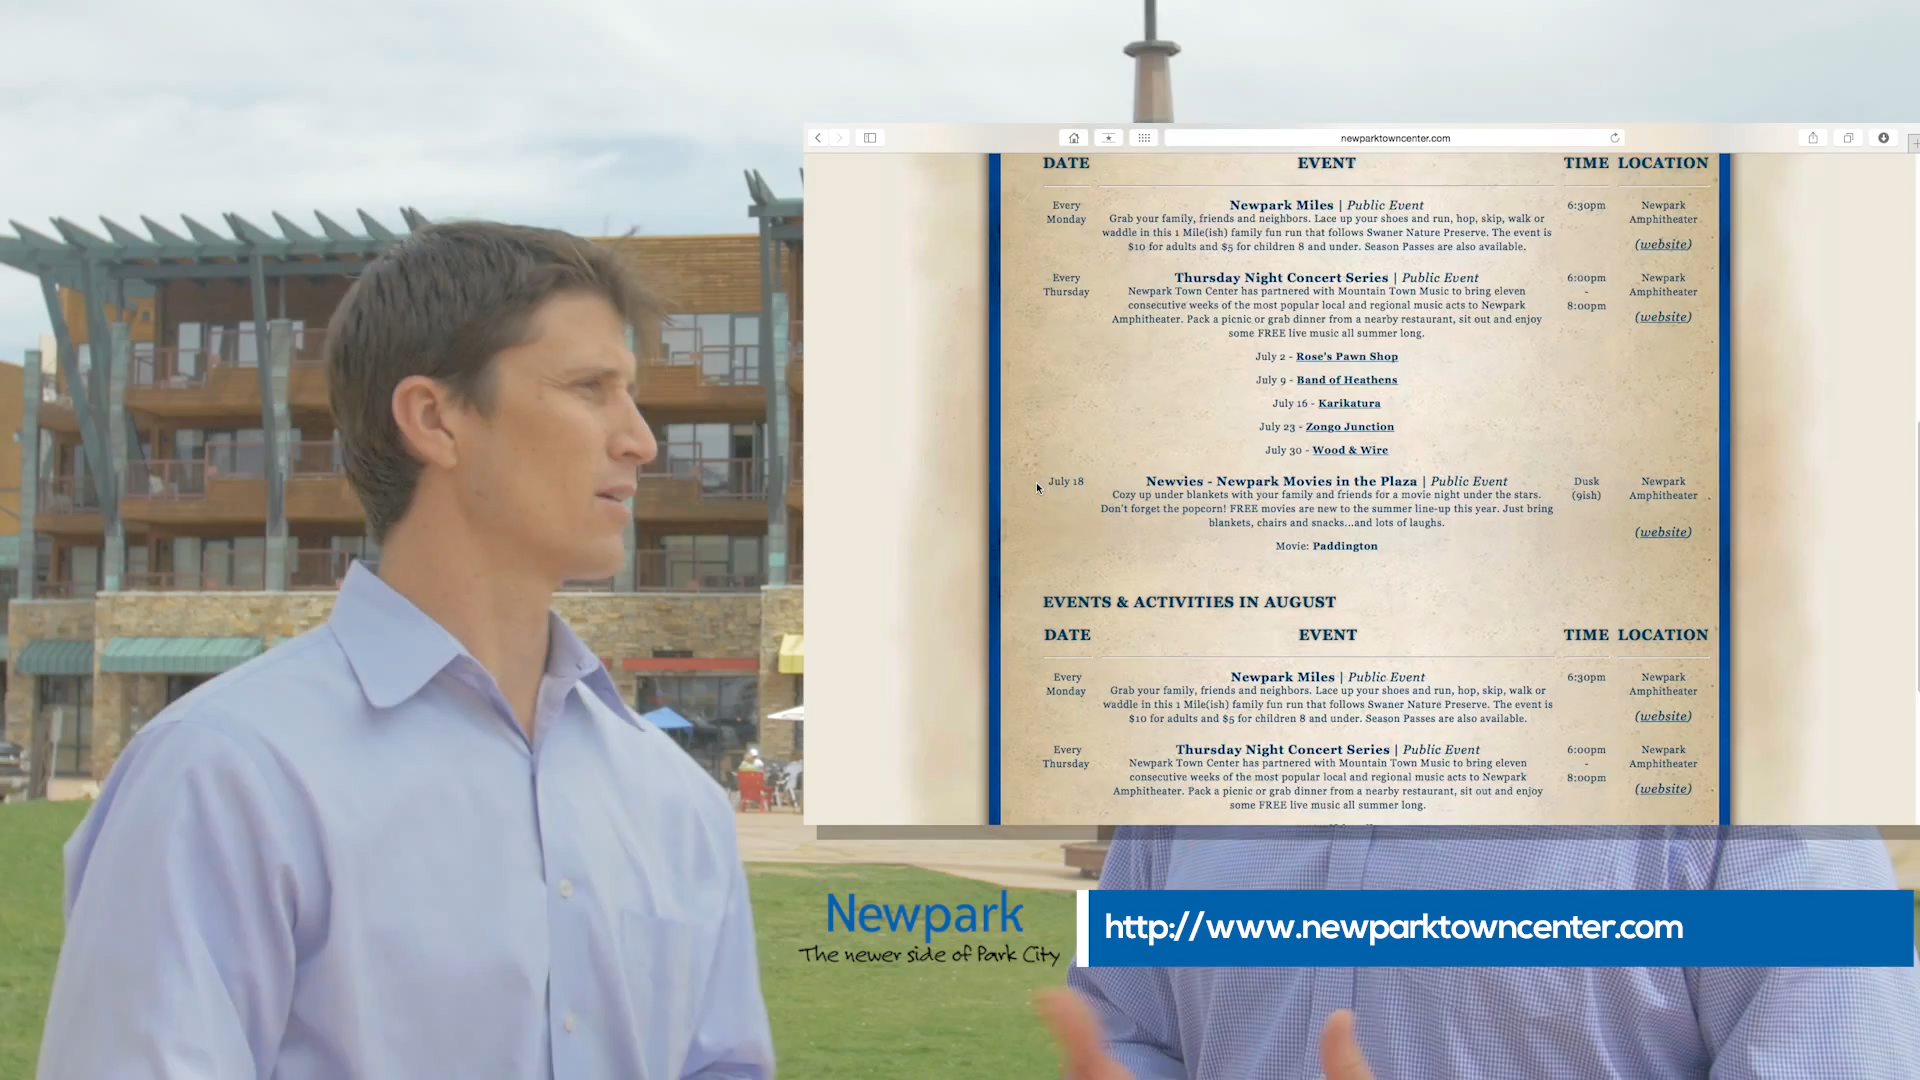 newparktowncenter.com
DATE EVENT TIME LOCATION
Every Monday
Newpark Miles | Public Event
Grab your family, friends and neighbors. Lace up your shoes and run, hop, skip, walk or
waddle in this 1 Mile(ish) family fun run that follows Swaner Nature Preserve. The event is
$10 for adults and $5 for children 8 and under. Season Passes are also available.
6:30pm
Newpark
Amphitheater
(website)
Every
Thursday
Thursday Night Concert Series | Public Event
Newpark Town Center has partnered with Mountain Town Music to bring eleven
consecutive weeks of the most popular local and regional music acts to Newpark
Amphitheater. Pack a picnic or grab dinner from a nearby restaurant, sit out and enjoy
some FREE live music all summer long.
July 2 - Rose's Pawn Shop
July 9 - Band of Heathens
July 16 - Karikatura
July 23 - Zongo Junction
July 30 - Wood & Wire
6:00pm
-
8:00pm
Newpark
Amphitheater
(website)
July 18
Newvies - Newpark Movies in the Plaza | Public Event
Cozy up under blankets with your family and friends for a movie night under the stars.
Don't forget the popcorn! FREE movies are new to the summer line-up this year. Just bring
blankets, chairs and snacks...and lots of laughs.
Movie: Paddington
Dusk
(9ish)
Newpark
Amphitheater
(website)
EVENTS & ACTIVITIES IN AUGUST
DATE EVENT TIME LOCATION
Every
Monday
Newpark Miles | Public Event
Grab your family, friends and neighbors. Lace up your shoes and run, hop, skip, walk or
waddle in this 1 Mile(ish) family fun run that follows Swaner Nature Preserve. The event is
$10 for adults and $5 for children 8 and under. Season Passes are also available.
6:30pm
Newpark
Amphitheater
(website)
Every
Thursday
Thursday Night Concert Series | Public Event
Newpark Town Center has partnered with Mountain Town Music to bring eleven
consecutive weeks of the most popular local and regional music acts to Newpark
Amphitheater. Pack a picnic or grab dinner from a nearby restaurant, sit out and enjoy
some FREE live music all summer long.
6:00pm
-
8:00pm
Newpark
Amphitheater
(website)
Newpark
The newer side of Park City
http://www.newparktowncenter.com